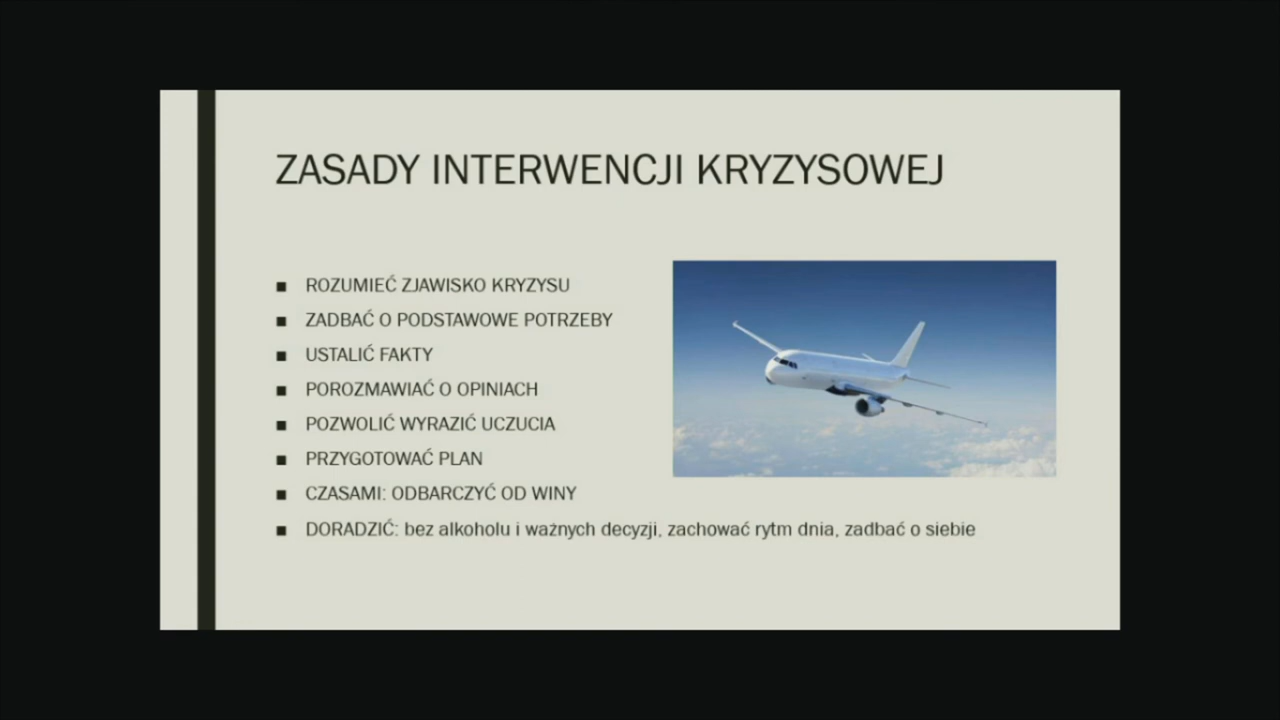 ZASADY INTERWENCJI KRYZYSOWEJ
■ ROZUMIEĆ ZJAWISKO KRYZYSU
■ ZADBAĆ O PODSTAWOWE POTRZEBY
■ USTALIĆ FAKTY
■ POROZMAWIAĆ O OPINIACH
■ POZWOLIĆ WYRAZIĆ UCZUCIA
■ PRZYGOTOWAĆ PLAN
■ CZASAMI: ODBARCZYĆ OD WINY
■ DORADZIĆ: bez alkoholu i ważnych decyzji, zachować rytm dnia, zadbać o siebie